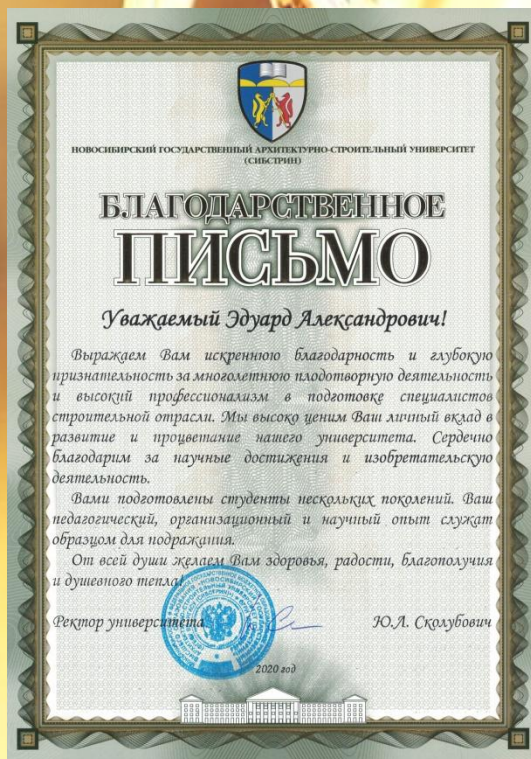 НОВОСИБИРСКИЙ ГОСУДАРСТВЕННЫЙ АРХИТЕКТУРНО-СТРОИТЕЛЬНЫЙ УНИВЕРСИТЕТ
(СИБСТРИН)
БЛАГОДАРСТВЕННОЕ
ПИСЬМО
Уважаемый Эдуард Александрович!
Выражаем Вам искреннюю благодарность и глубокую
признательность за многолетнюю плодотворную деятельность
и высокий профессионализм в подготовке специалистов
строительной отрасли. Мы высоко ценим Ваш личный вклад в
развитие и процветание нашего университета. Сердечно
благодарим за научные достижения и изобретательскую
деятельность.
Вами подготовлены студенты нескольких поколений. Ваш
педагогический, организационный и научный опыт служат
образцом для подражания.
От всей души желаем Вам здоровья, радости, благополучия
и душевного тепла!
Ректор университета Ю.Л. Сколубович
2020 год